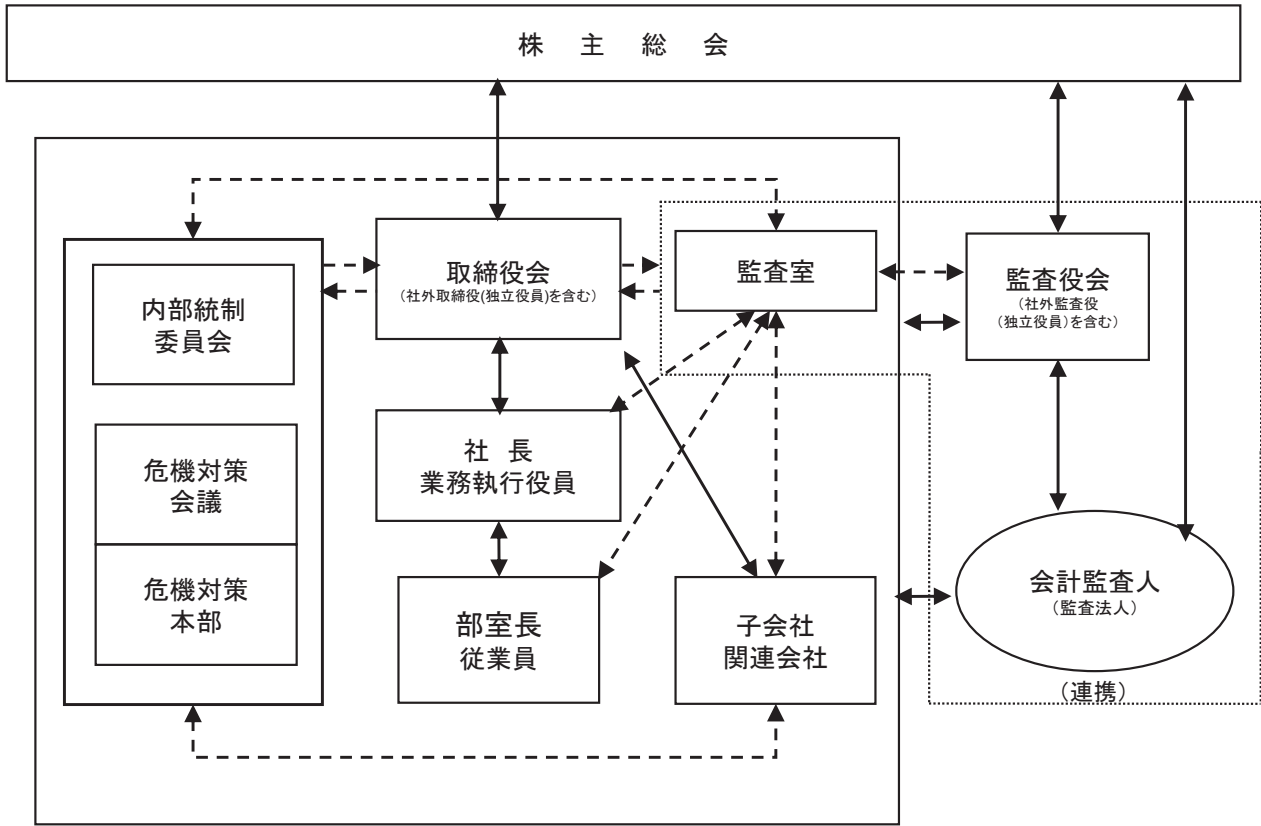 株 主 総 会
取締役会
（社外取締役(独立役員)を含む）
監査室
監査役会
（社外監査役
（独立役員）を含む）
内部統制
委員会
社 長
業務執行役員
危機対策
会議
危機対策
本部
部室長
従業員
子会社
関連会社
会計監査人
（監査法人）
（連携）